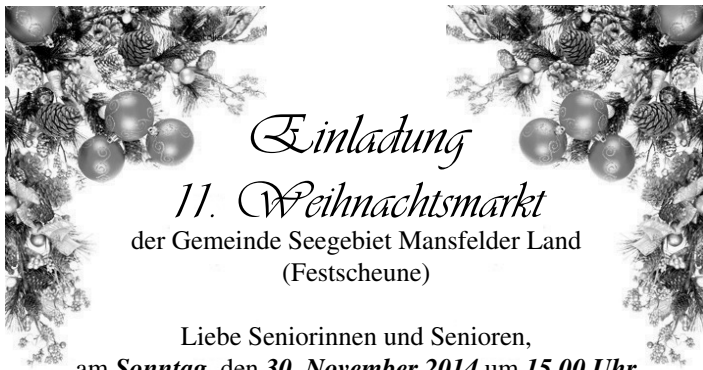 Einladung
11. Weihnachtsmarkt
der Gemeinde Seegebiet Mansfelder Land
(Festscheune)
Liebe Seniorinnen und Senioren,
am Sonntag, den 30. November 2014 um 15.00 Uhr